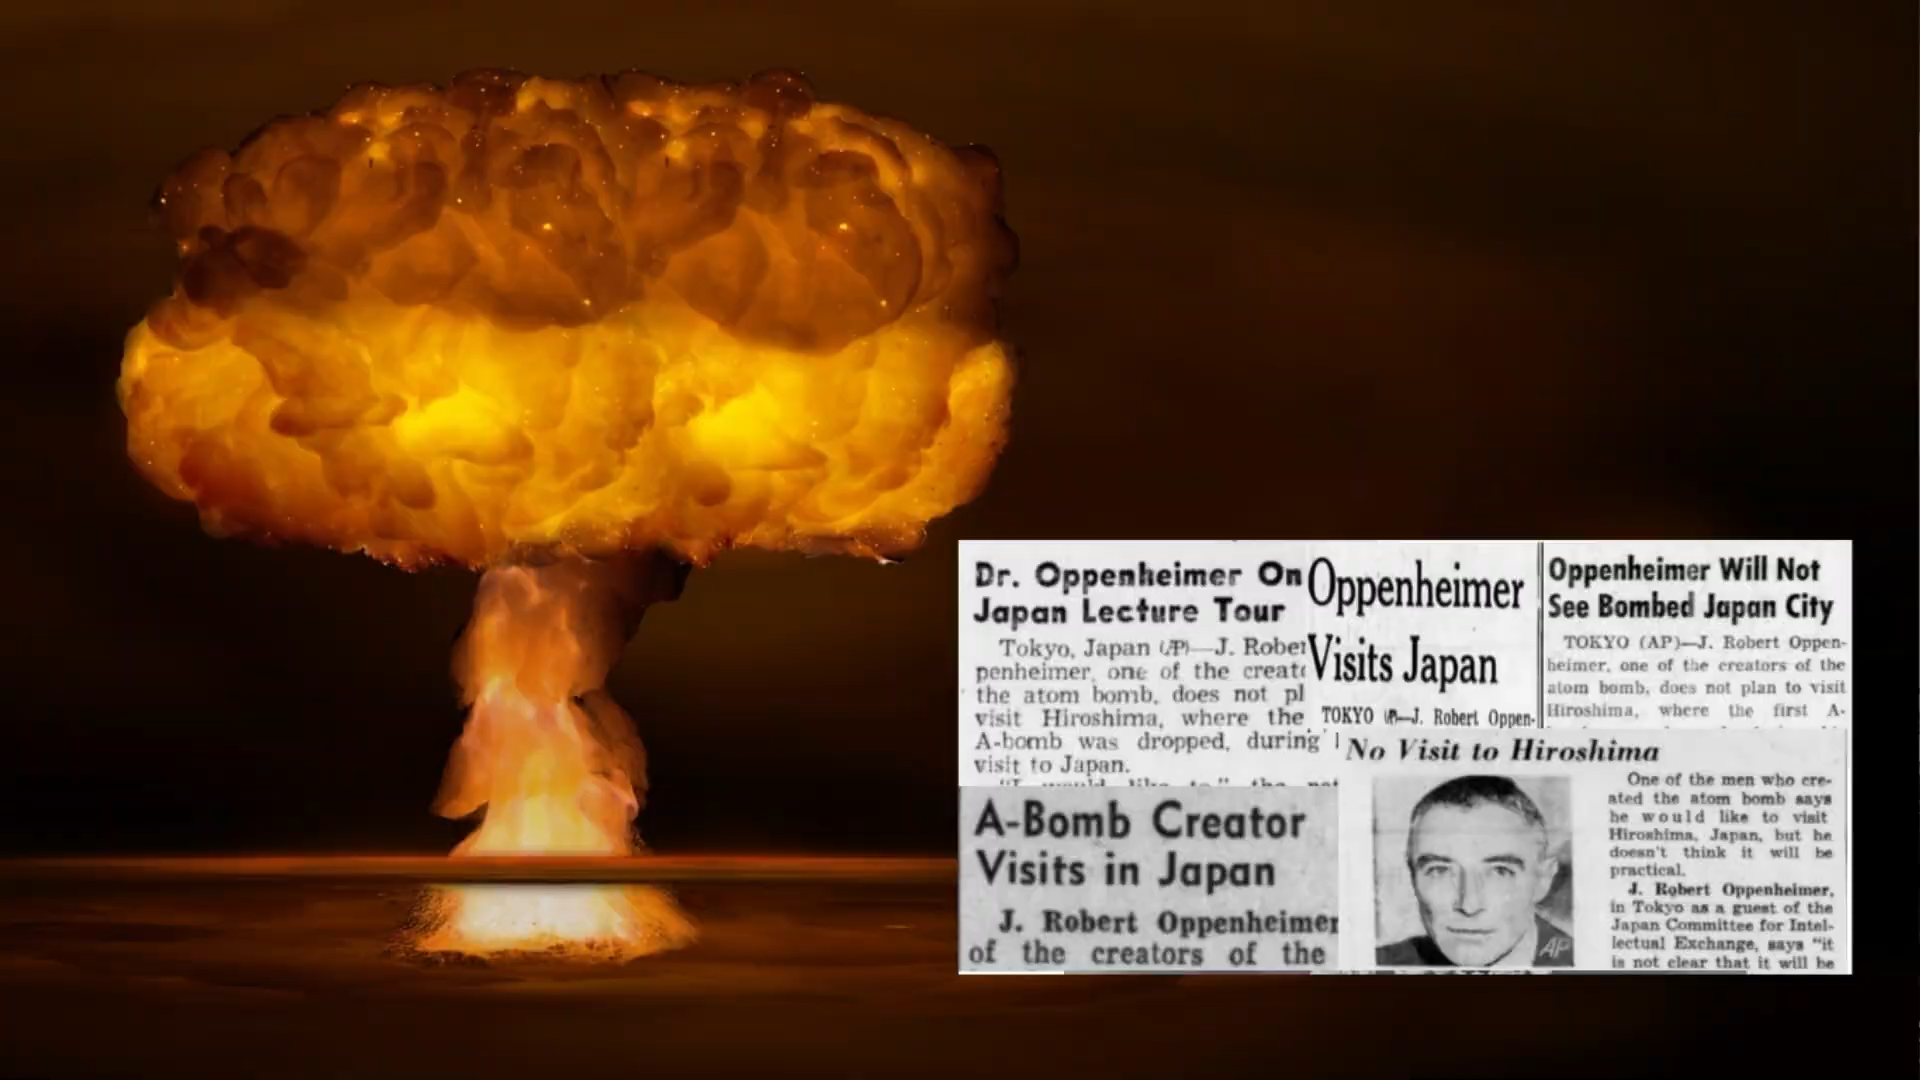 Dr. Oppenheimer On
Japan Lecture Tour
Tokyo, Japan (AP)—J. Rober
penheimer, one of the creat
the atom bomb, does not pl
visit Hiroshima, where the
A-bomb was dropped, during
visit to Japan.
Oppenheimer
Visits Japan
TOKYO (AP)—J. Robert Oppen-
Oppenheimer Will Not
See Bombed Japan City
TOKYO (AP)—J. Robert Oppen-
heimer, one of the creators of the
atom bomb, does not plan to visit
Hiroshima, where the first A-
A-Bomb Creator
Visits in Japan
J. Robert Oppenheimer
of the creators of the
No Visit to Hiroshima
One of the men who cre-
ated the atom bomb says
he would like to visit
Hiroshima, Japan, but he
doesn't think it will be
practical.
J. Robert Oppenheimer,
in Tokyo as a guest of the
Japan Committee for Intel-
lectual Exchange, says "it
is not clear that it will be
AP